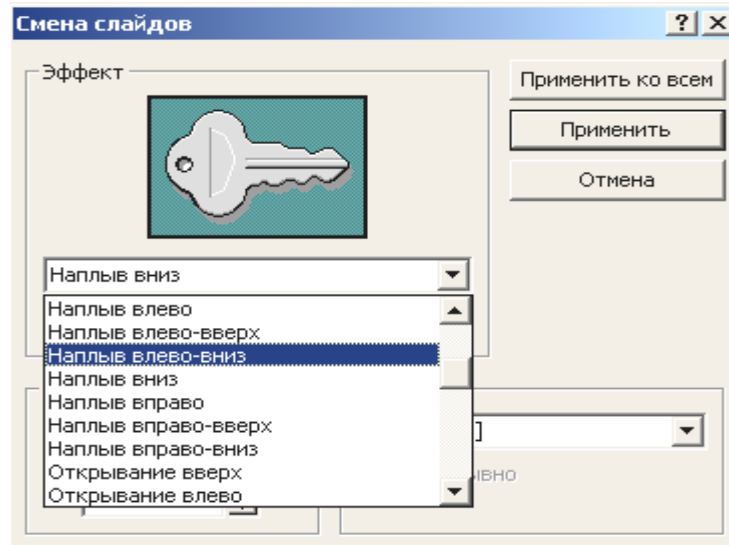 Смена слайдов
Эффект
Применить ко всем
Применить
Отмена
Наплыв вниз
Наплыв влево
Наплыв влево-вверх
Наплыв влево-вниз
Наплыв вниз
Наплыв вправо
Наплыв вправо-вверх
Наплыв вправо-вниз
Открывание вверх
Открывание влево
]